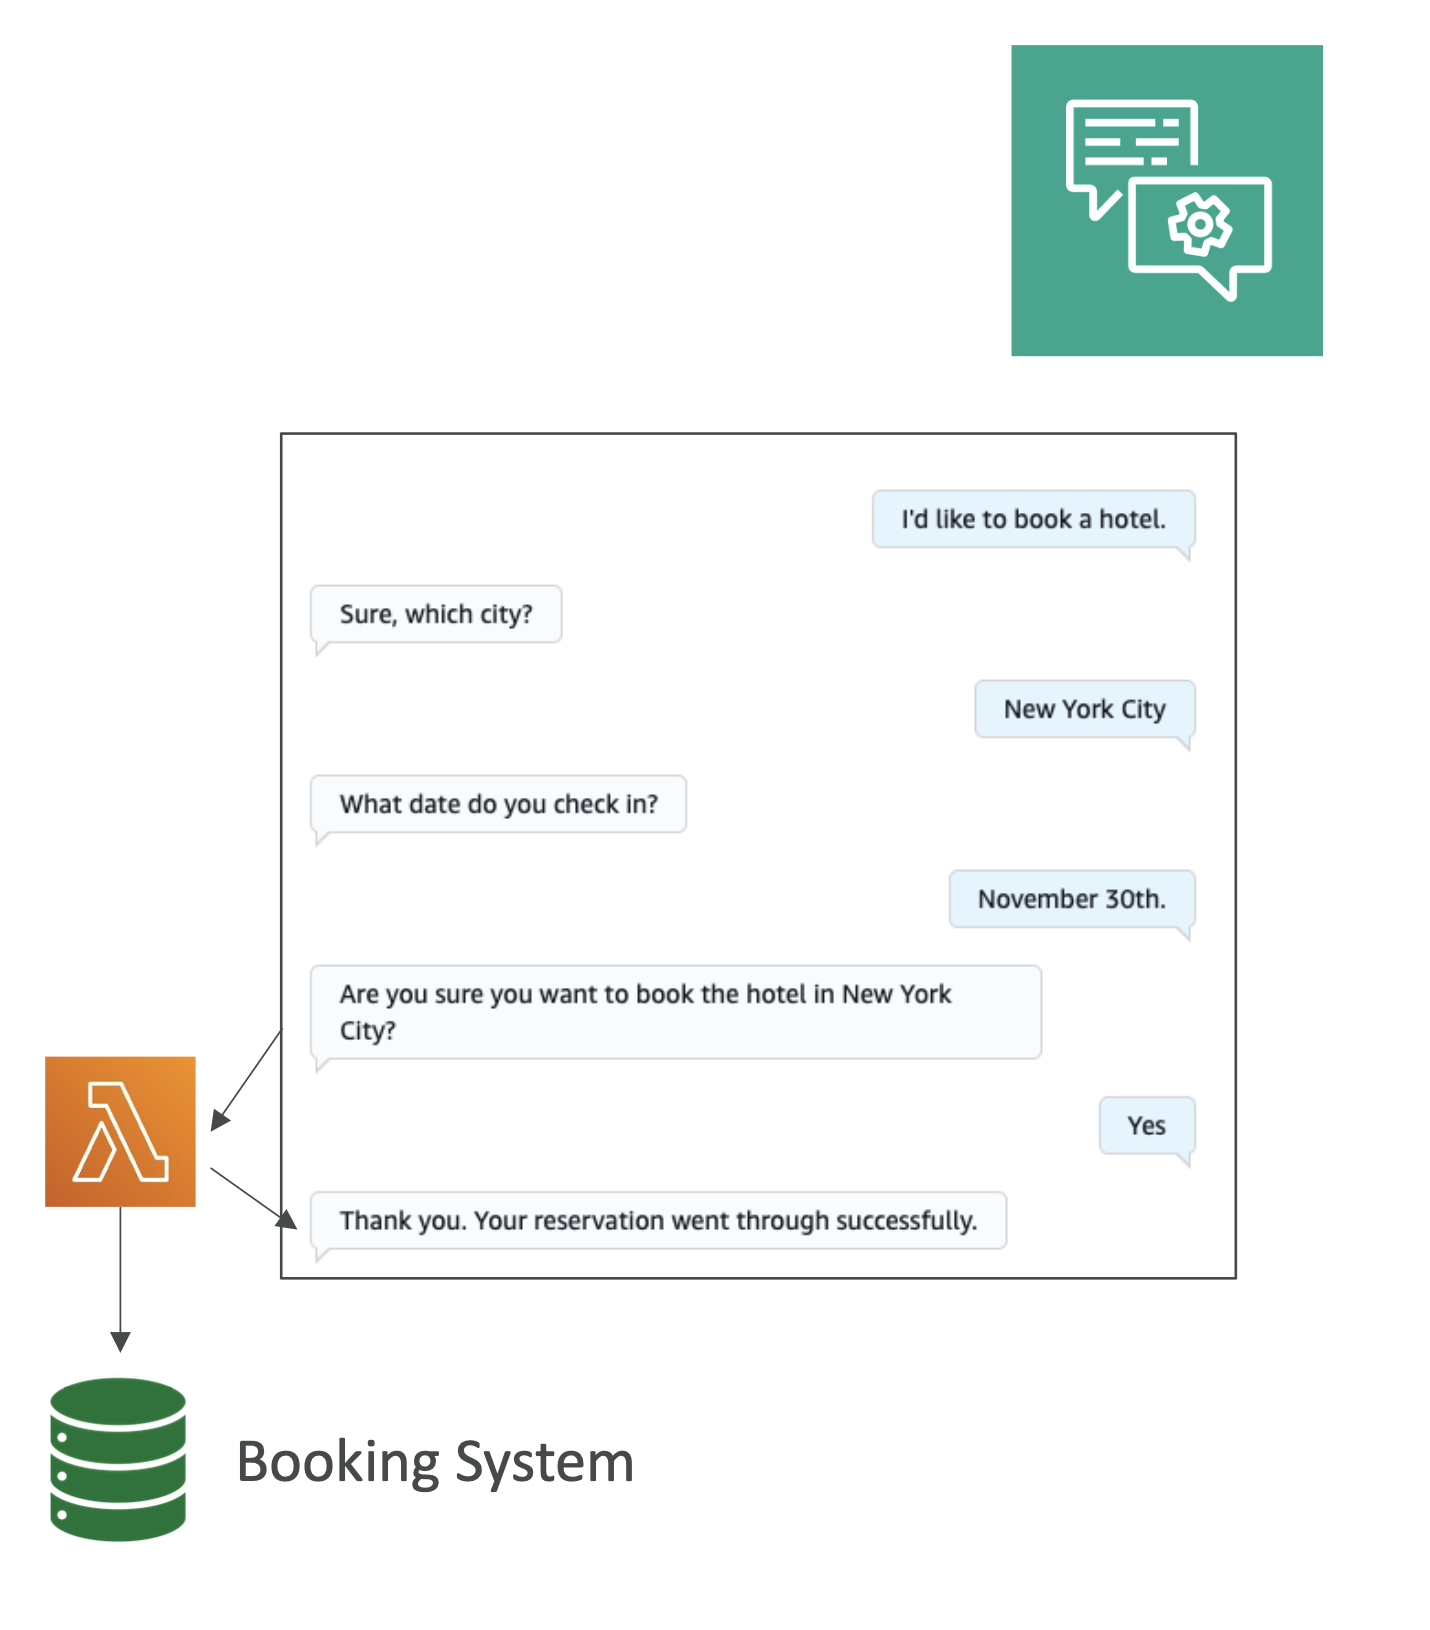 I'd like to book a hotel.
Sure, which city?
New York City
What date do you check in?
November 30th.
Are you sure you want to book the hotel in New York
City?
Yes
Thank you. Your reservation went through successfully.
Booking System